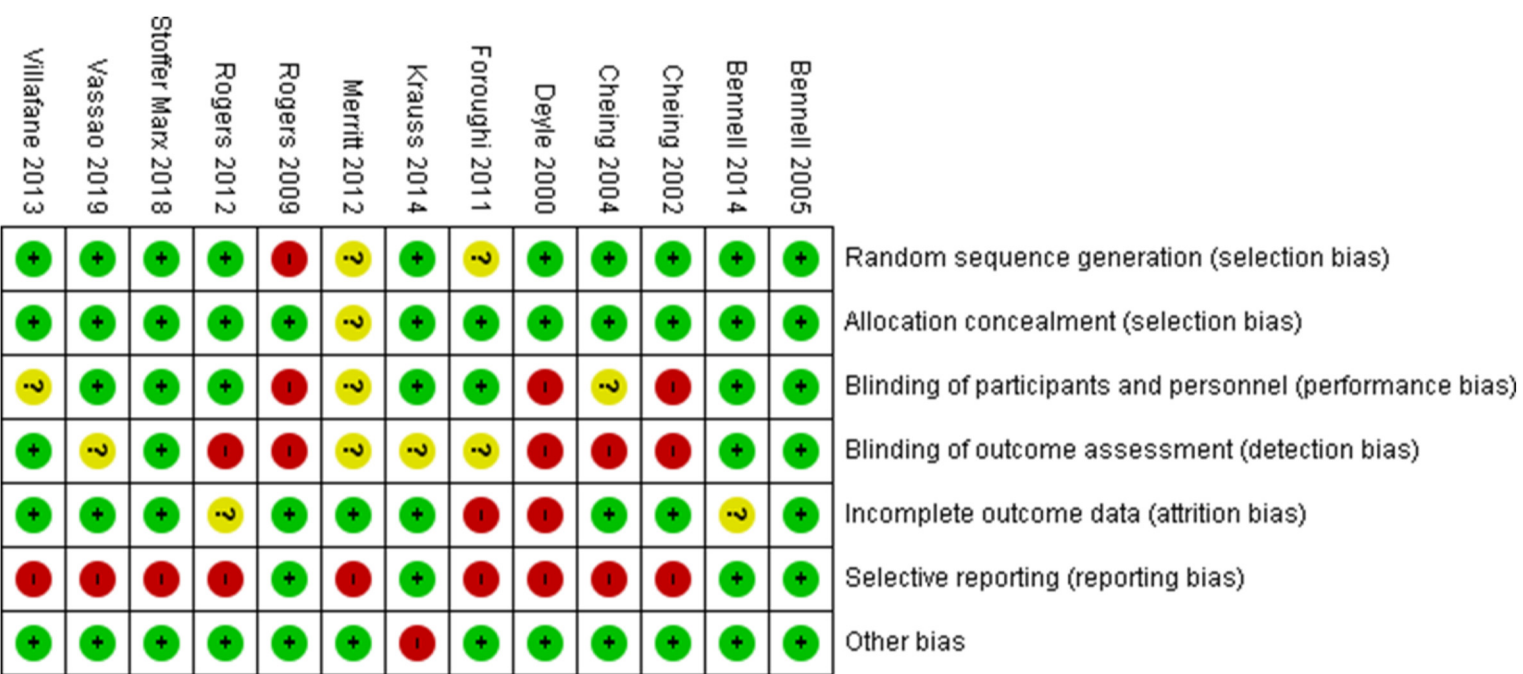 Villafane 2013
Vassao 2019
Stoffer Marx 2018
Rogers 2012
Rogers 2009
Merritt 2012
Krauss 2014
Foroughi 2011
Deyle 2000
Cheing 2004
Cheing 2002
Bennell 2014
Bennell 2005
+ + + + - ? + ? + + + + + Random sequence generation (selection bias)
+ + + + + ? + + + + + + + Allocation concealment (selection bias)
? + + + - ? + + - ? - + + Blinding of participants and personnel (performance bias)
+ ? + - - ? ? ? - - - + + Blinding of outcome assessment (detection bias)
+ + + ? + + + - - + + ? + Incomplete outcome data (attrition bias)
- - - - + - + - - - - + + Selective reporting (reporting bias)
+ + + + + + - + + + + + + Other bias